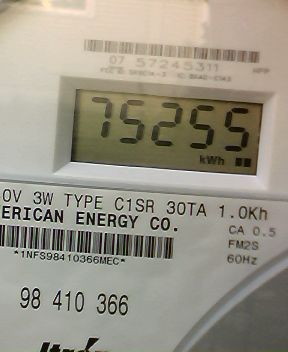 07 57245311
75255
kWh
0V 3W TYPE C1SR 30TA 1.0Kh
ERICAN ENERGY CO.
CA 0.5
FM2S
60Hz
*1NFS98410366MEC*
98 410 366
Itron